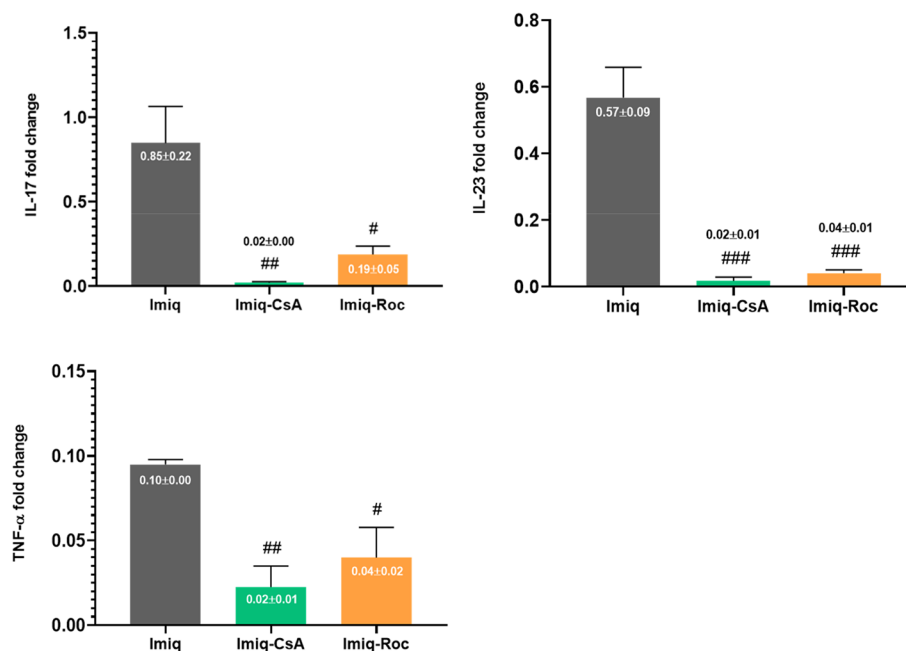 IL-17 fold change
1.5
1.0
0.5
0.0
0.85±0.22
0.02±0.00
##
#
0.19±0.05
Imiq
Imiq-CsA
Imiq-Roc
IL-23 fold change
0.8
0.6
0.4
0.2
0.0
0.57±0.09
0.02±0.01
###
0.04±0.01
###
Imiq
Imiq-CsA
Imiq-Roc
TNF-α fold change
0.15
0.10
0.05
0.00
0.10±0.00
##
0.02±0.01
#
0.04±0.02
Imiq
Imiq-CsA
Imiq-Roc